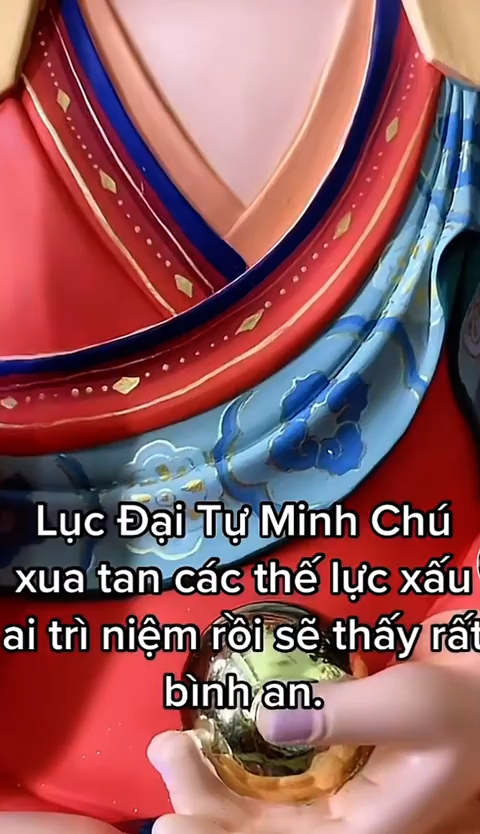 Lục Đại Tự Minh Chú
xua tan các thế lực xấu
ai trì niệm rồi sẽ thấy rất
bình an.